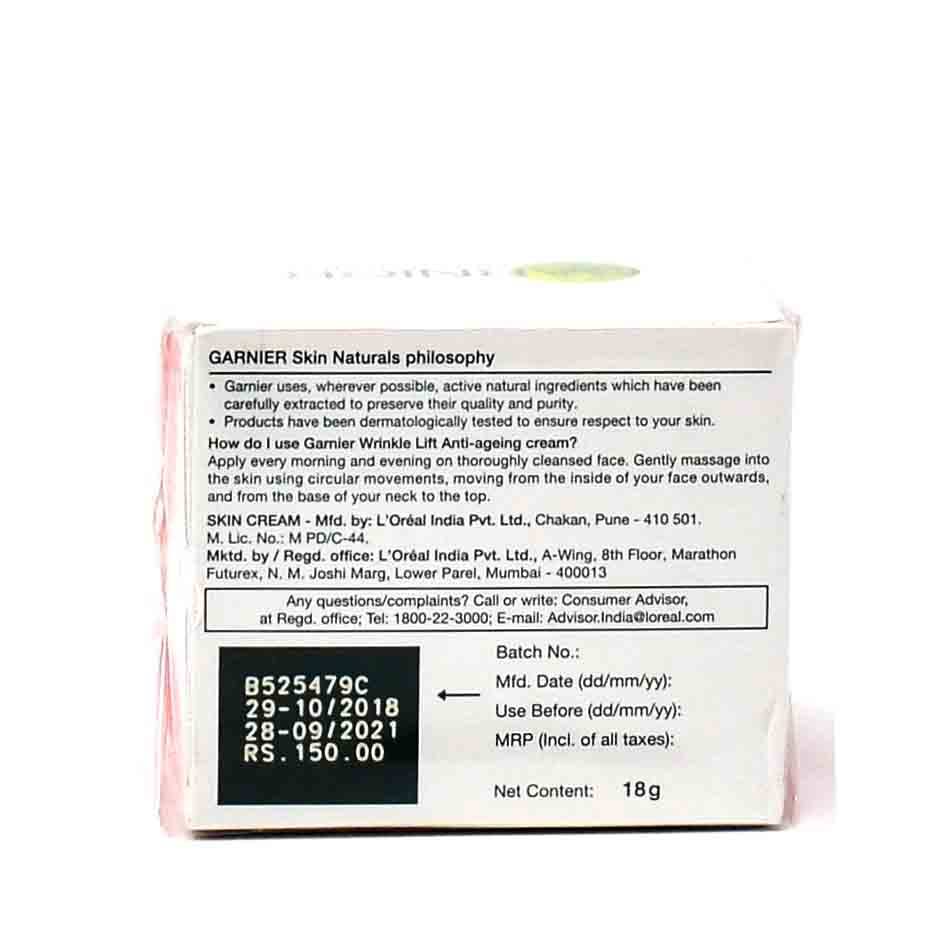 GARNIER Skin Naturals philosophy
• Garnier uses, wherever possible, active natural ingredients which have been
carefully extracted to preserve their quality and purity.
• Products have been dermatologically tested to ensure respect to your skin.
How do I use Garnier Wrinkle Lift Anti-ageing cream?
Apply every morning and evening on thoroughly cleansed face. Gently massage into
the skin using circular movements, moving from the inside of your face outwards,
and from the base of your neck to the top.
SKIN CREAM - Mfd. by: L'Oréal India Pvt. Ltd., Chakan, Pune - 410 501.
M. Lic. No.: M PD/C-44.
Mktd. by / Regd. office: L'Oréal India Pvt. Ltd., A-Wing, 8th Floor, Marathon
Futurex, N. M. Joshi Marg, Lower Parel, Mumbai - 400013
Any questions/complaints? Call or write: Consumer Advisor,
at Regd. office; Tel: 1800-22-3000; E-mail: Advisor.India@loreal.com
B525479C
29-10/2018
28-09/2021
RS.150.00
Batch No.:
Mfd. Date (dd/mm/yy):
Use Before (dd/mm/yy):
MRP (Incl. of all taxes):
Net Content: 18g